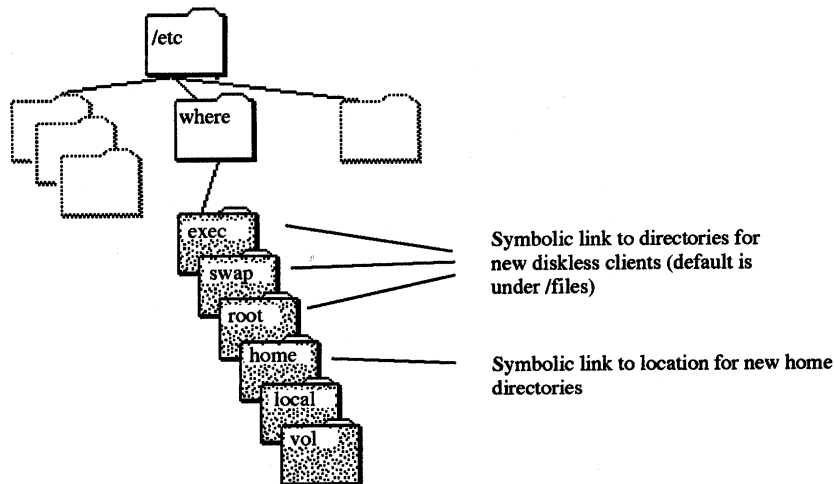 /etc
where
exec
swap
root
home
local
vol
Symbolic link to directories for
new diskless clients (default is
under /files)
Symbolic link to location for new home
directories